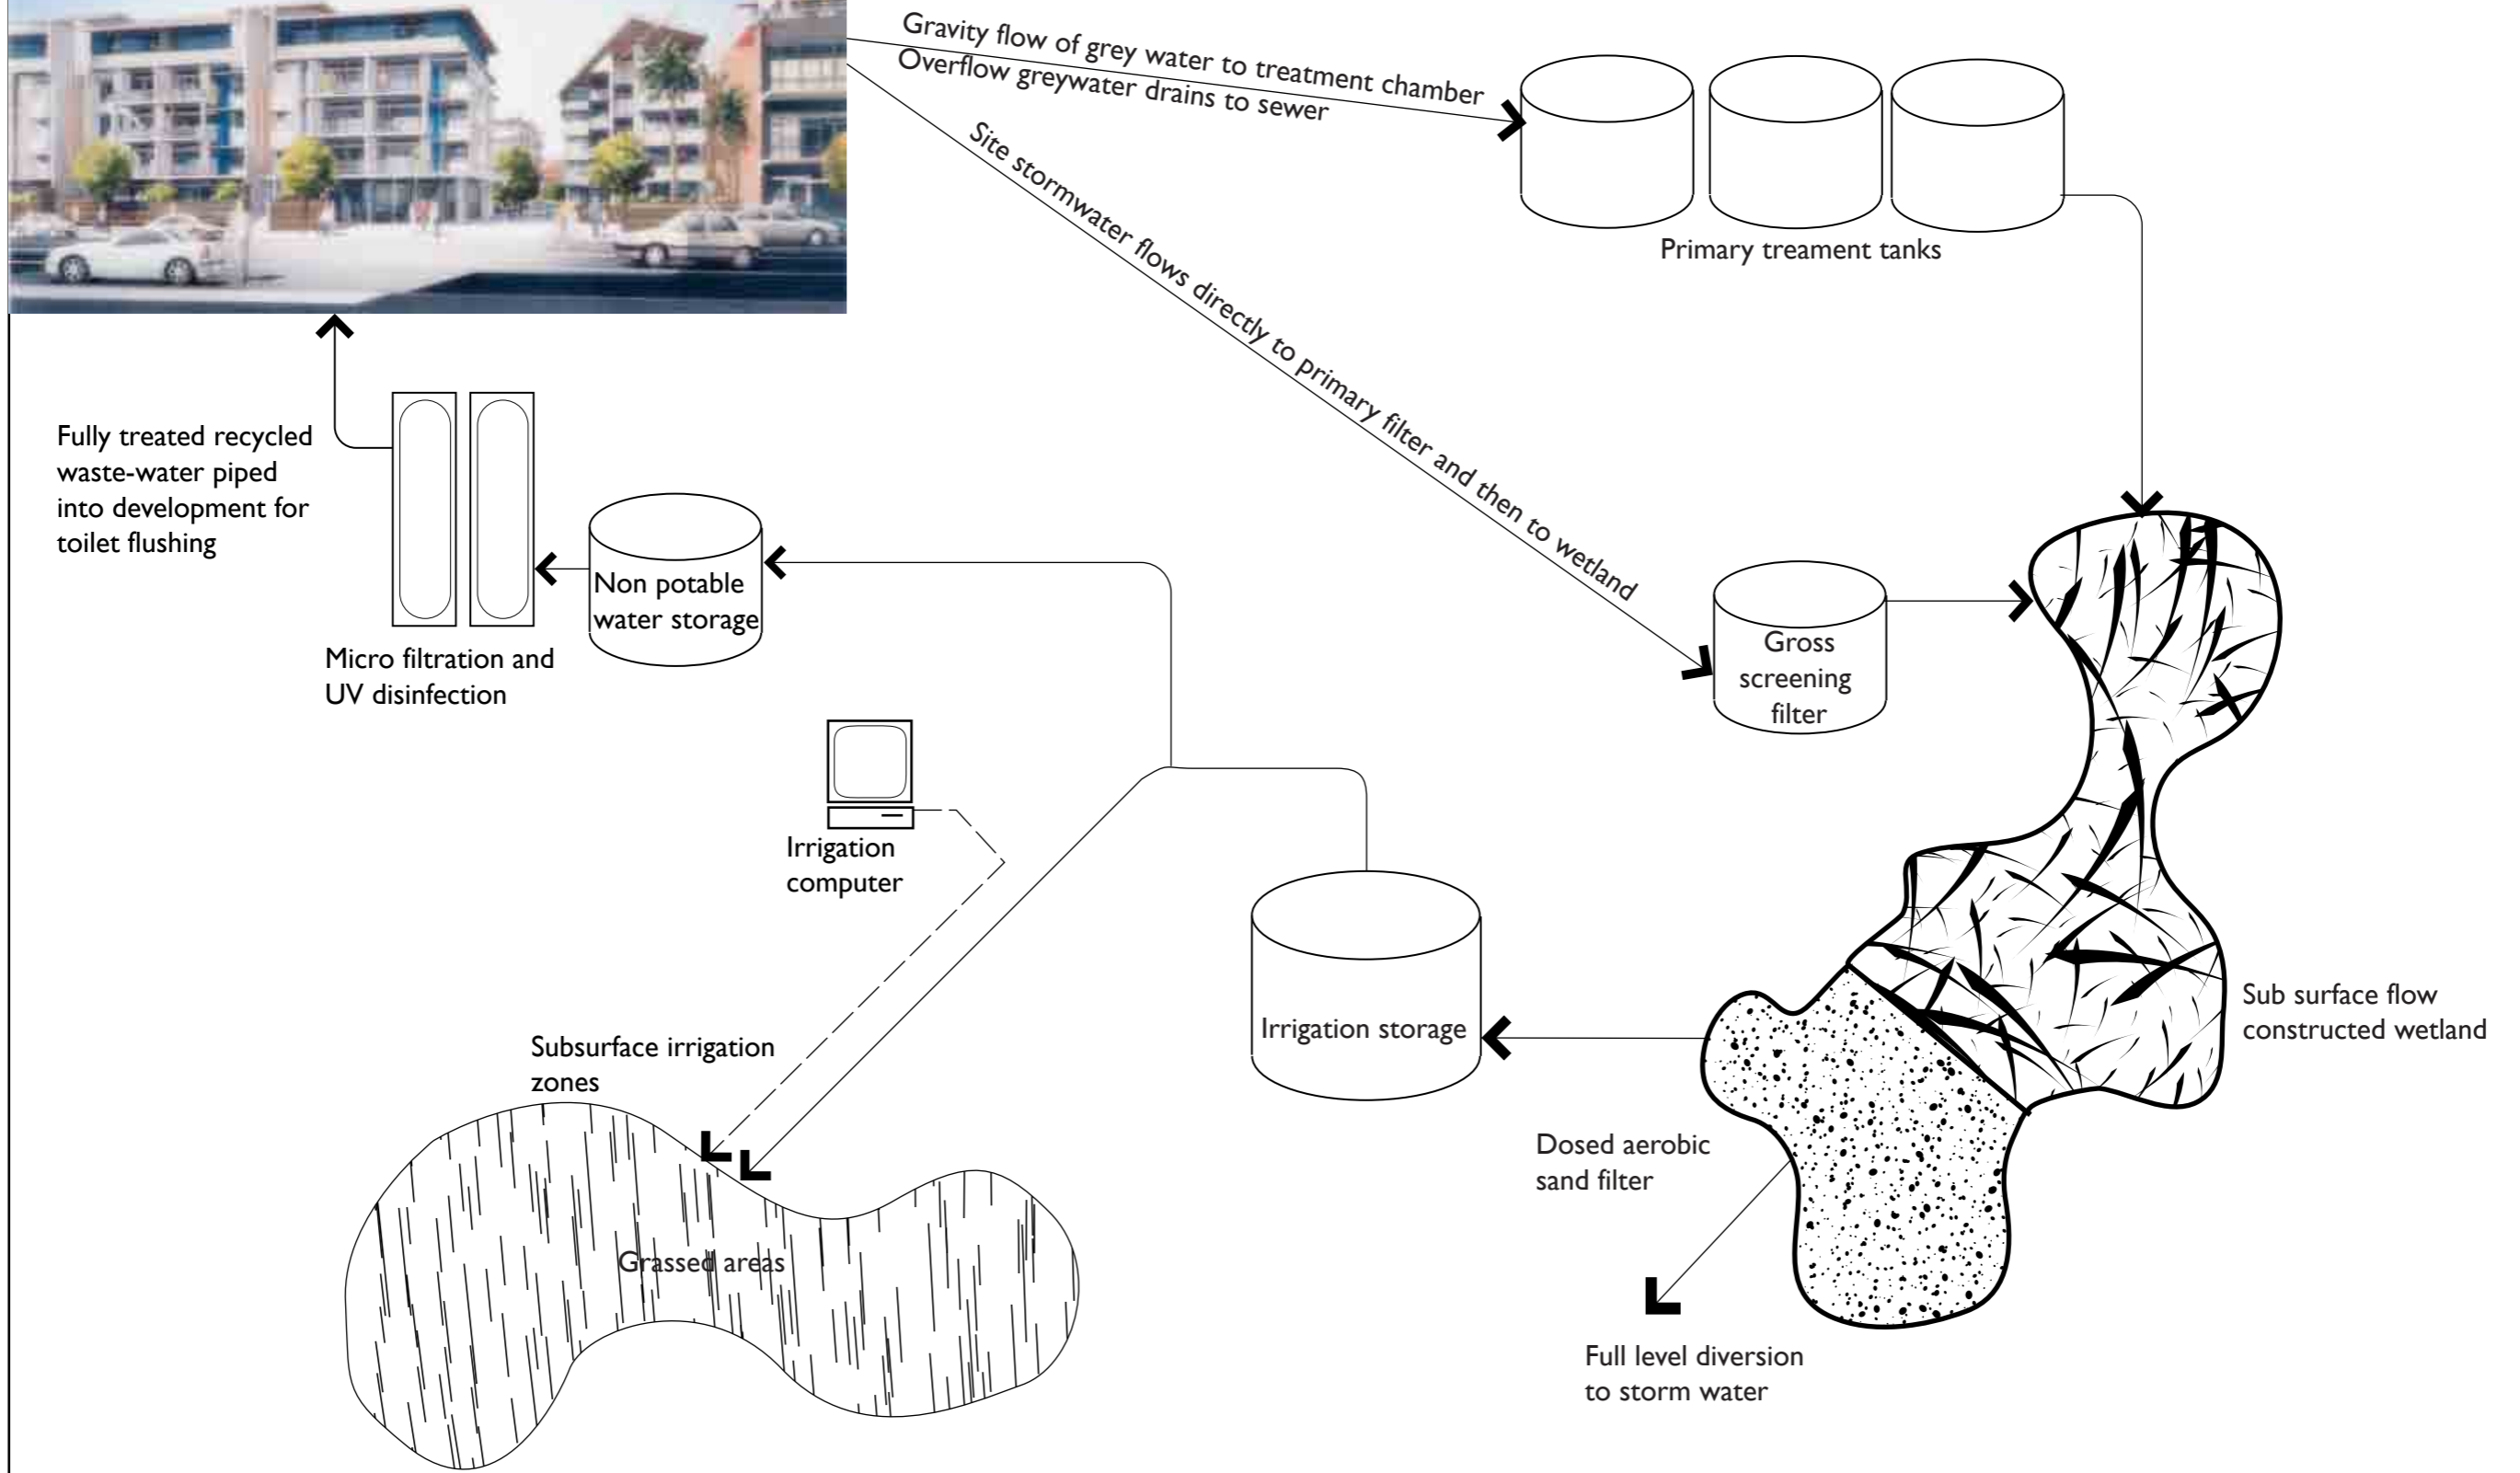 Gravity flow of grey water to treatment chamber
Overflow greywater drains to sewer
Site stormwater flows directly to primary filter and then to wetland
Primary treament tanks
Fully treated recycled
waste-water piped
into development for
toilet flushing
Non potable
water storage
Micro filtration and
UV disinfection
Gross
screening
filter
Irrigation
computer
Irrigation storage
Sub surface flow
constructed wetland
Subsurface irrigation
zones
Dosed aerobic
sand filter
Grassed areas
Full level diversion
to storm water